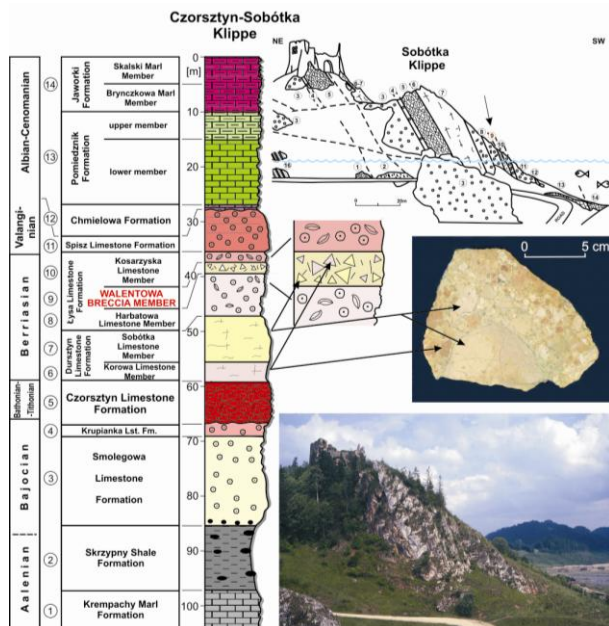 Czorsztyn-Sobótka
Klippe
NE
SW
Sobótka
Klippe
0
[m]
10
20
30
40
50
60
70
80
90
100
Albian-Cenomanian
Valangi-
nian
Berriasian
Bathonian-
-Tithonian
Bajocian
Aalenian
14
Jaworki
Formation
Skalski Marl
Member
Brynczkowa Marl
Member
13
Pomiedznik
Formation
upper member
lower member
12
Chmielowa Formation
11
Spisz Limestone Formation
Łysa Limestone
Formation
10
Kosarzyska
Limestone
Member
9
WALENTOWA
BRECCIA MEMBER
8
Harbatowa
Limestone Member
Dursztyn
Limestone
Formation
7
Sobótka
Limestone
Member
6
Korowa Limestone
Member
5
Czorsztyn Limestone
Formation
4
Krupianka Lst. Fm.
3
Smolegowa
Limestone
Formation
2
Skrzypny Shale
Formation
1
Krempachy Marl
Formation
0 5 cm